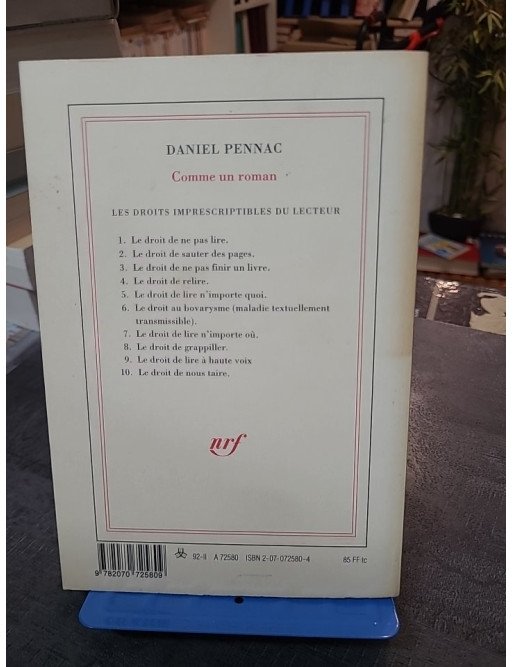 DANIEL PENNAC
Comme un roman
LES DROITS IMPRESCRIPTIBLES DU LECTEUR
1. Le droit de ne pas lire.
2. Le droit de sauter des pages.
3. Le droit de ne pas finir un livre.
4. Le droit de relire.
5. Le droit de lire n'importe quoi.
6. Le droit au bovarysme (maladie textuellement
transmissible).
7. Le droit de lire n'importe où.
8. Le droit de grappiller.
9. Le droit de lire à haute voix
10. Le droit de nous taire.
nrf
92-II A 72580 ISBN 2-07-072580-4 85 FF tc
9 782070 725809